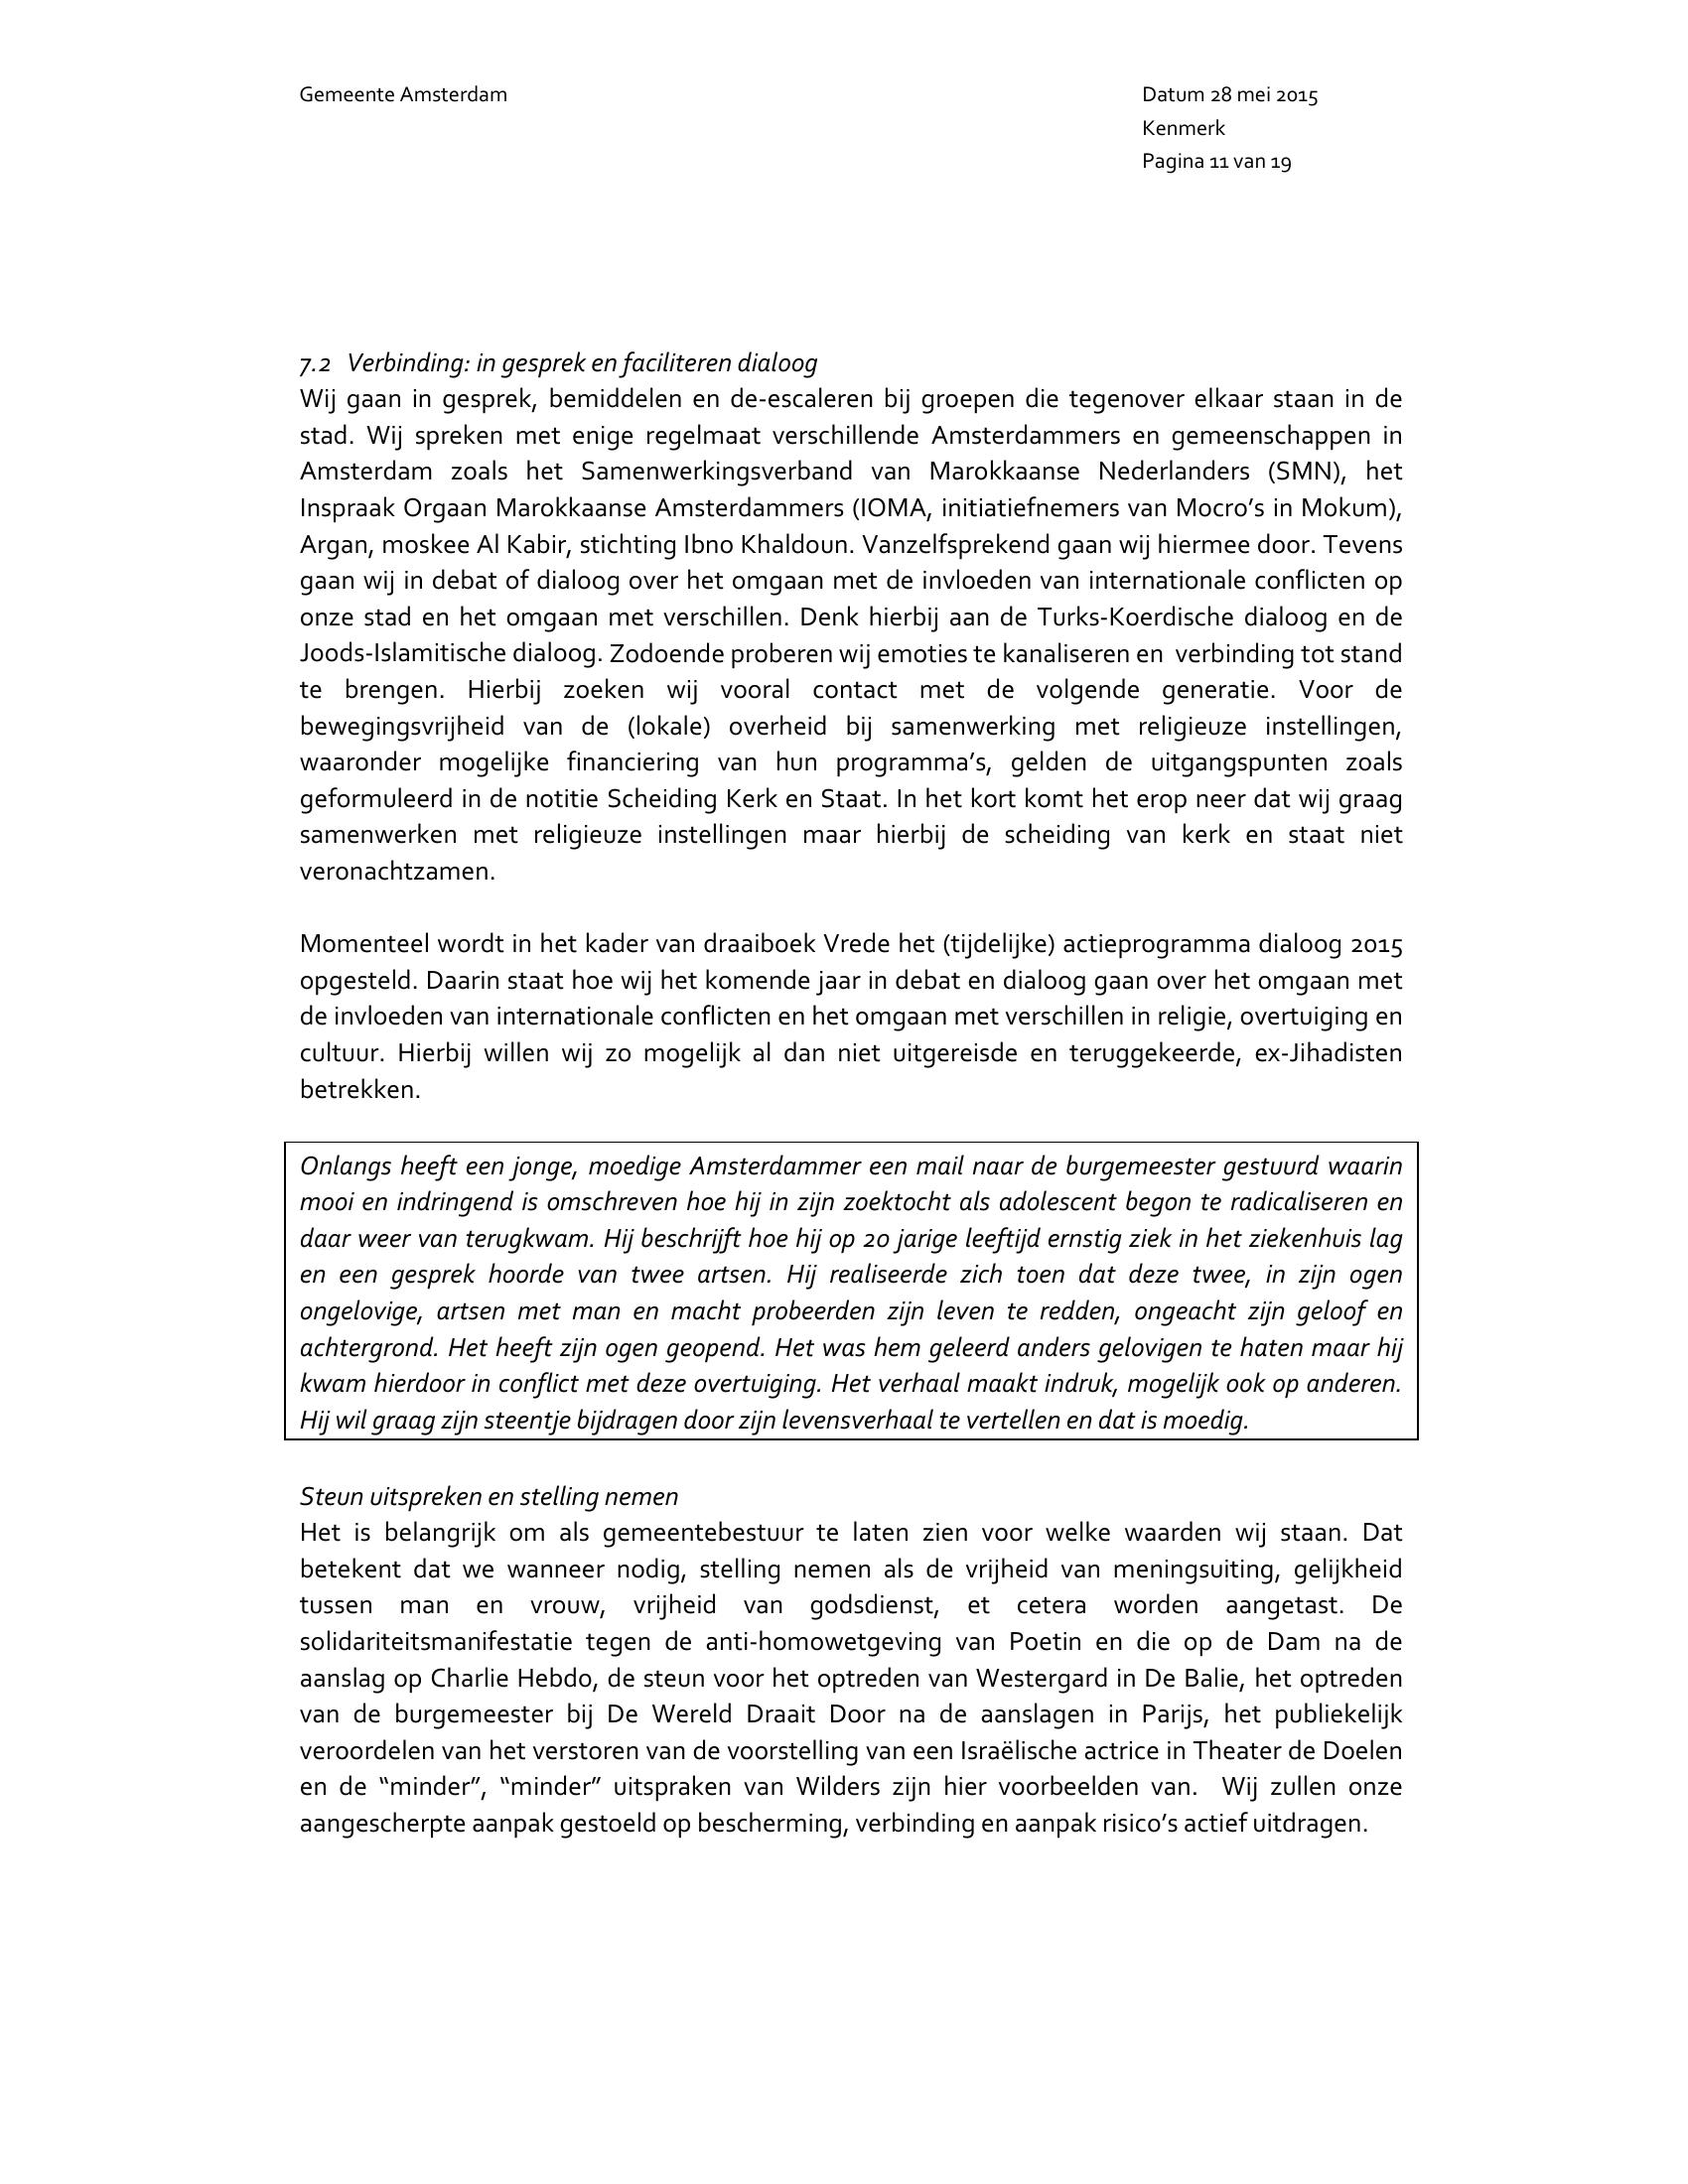 Gemeente Amsterdam
Datum 28 mei 2015
Kenmerk
Pagina 11 van 19
7.2 Verbinding: in gesprek en faciliteren dialoog
Wij gaan in gesprek, bemiddelen en de-escaleren bij groepen die tegenover elkaar staan in de
stad. Wij spreken met enige regelmaat verschillende Amsterdammers en gemeenschappen in
Amsterdam zoals het Samenwerkingsverband van Marokkaanse Nederlanders (SMN), het
Inspraak Orgaan Marokkaanse Amsterdammers (IOMA, initiatiefnemers van Mocro’s in Mokum),
Argan, moskee Al Kabir, stichting Ibno Khaldoun. Vanzelfsprekend gaan wij hiermee door. Tevens
gaan wij in debat of dialoog over het omgaan met de invloeden van internationale conflicten op
onze stad en het omgaan met verschillen. Denk hierbij aan de Turks-Koerdische dialoog en de
Joods-Islamitische dialoog. Zodoende proberen wij emoties te kanaliseren en verbinding tot stand
te brengen. Hierbij zoeken wij vooral contact met de volgende generatie. Voor de
bewegingsvrijheid van de (lokale) overheid bij samenwerking met religieuze instellingen,
waaronder mogelijke financiering van hun programma’s, gelden de uitgangspunten zoals
geformuleerd in de notitie Scheiding Kerk en Staat. In het kort komt het erop neer dat wij graag
samenwerken met religieuze instellingen maar hierbij de scheiding van kerk en staat niet
veronachtzamen.
Momenteel wordt in het kader van draaiboek Vrede het (tijdelijke) actieprogramma dialoog 2015
opgesteld. Daarin staat hoe wij het komende jaar in debat en dialoog gaan over het omgaan met
de invloeden van internationale conflicten en het omgaan met verschillen in religie, overtuiging en
cultuur. Hierbij willen wij zo mogelijk al dan niet uitgereisde en teruggekeerde, ex-Jihadisten
betrekken.
Onlangs heeft een jonge, moedige Amsterdammer een mail naar de burgemeester gestuurd waarin
mooi en indringend is omschreven hoe hij in zijn zoektocht als adolescent begon te radicaliseren en
daar weer van terugkwam. Hij beschrijft hoe hij op 20 jarige leeftijd ernstig ziek in het ziekenhuis lag
en een gesprek hoorde van twee artsen. Hij realiseerde zich toen dat deze twee, in zijn ogen
ongelovige, artsen met man en macht probeerden zijn leven te redden, ongeacht zijn geloof en
achtergrond. Het heeft zijn ogen geopend. Het was hem geleerd anders gelovigen te haten maar hij
kwam hierdoor in conflict met deze overtuiging. Het verhaal maakt indruk, mogelijk ook op anderen.
Hij wil graag zijn steentje bijdragen door zijn levensverhaal te vertellen en dat is moedig.
Steun uitspreken en stelling nemen
Het is belangrijk om als gemeentebestuur te laten zien voor welke waarden wij staan. Dat
betekent dat we wanneer nodig, stelling nemen als de vrijheid van meningsuiting, gelijkheid
tussen man en vrouw, vrijheid van godsdienst, et cetera worden aangetast. De
solidariteitsmanifestatie tegen de anti-homowetgeving van Poetin en die op de Dam na de
aanslag op Charlie Hebdo, de steun voor het optreden van Westergard in De Balie, het optreden
van de burgemeester bij De Wereld Draait Door na de aanslagen in Parijs, het publiekelijk
veroordelen van het verstoren van de voorstelling van een Israëlische actrice in Theater de Doelen
en de “minder”, “minder” uitspraken van Wilders zijn hier voorbeelden van. Wij zullen onze
aangescherpte aanpak gestoeld op bescherming, verbinding en aanpak risico’s actief uitdragen.